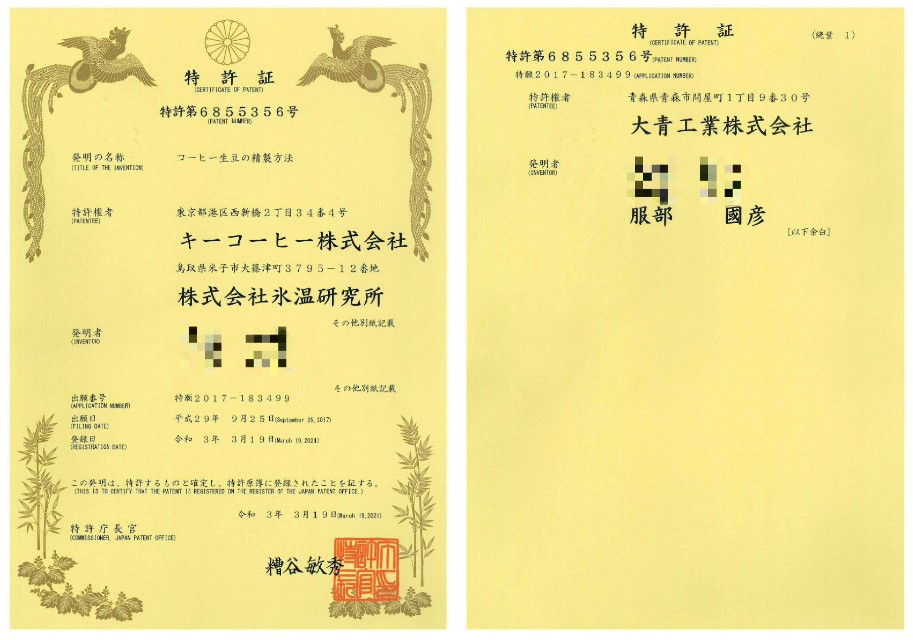 特許証
(CERTIFICATE OF PATENT)
特許第6855356号
(PATENT NUMBER)
発明の名称 コーヒー生豆の精製方法
(TITLE OF THE INVENTION)
特許権者 東京都港区西新橋2丁目34番4号
(PATENTEE)
キーコーヒー株式会社
鳥取県米子市大篠津町3795-12番地
株式会社氷温研究所
その他別紙記載
発明者
(INVENTOR)
その他別紙記載
出願番号 特願2017-183499
(APPLICATION NUMBER)
出願日 平成29年 9月25日(September 25,2017)
(FILING DATE)
登録日 令和 3年 3月19日(March 19,2021)
(REGISTRATION DATE)
この発明は、特許するものと確定し、特許原簿に登録されたことを証する。
(THIS IS TO CERTIFY THAT THE PATENT IS REGISTERED ON THE REGISTER OF THE JAPAN PATENT OFFICE.)
令和 3年 3月19日(March 19,2021)
特許庁長官
(COMMISSIONER, JAPAN PATENT OFFICE)
糟谷敏秀
特許証
(CERTIFICATE OF PATENT)
(総葉 1)
特許第6855356号(PATENT NUMBER)
特願2017-183499(APPLICATION NUMBER)
特許権者 青森県青森市問屋町1丁目9番30号
(PATENTEE)
大青工業株式会社
発明者
(INVENTOR)
服部 國彦
[以下余白]